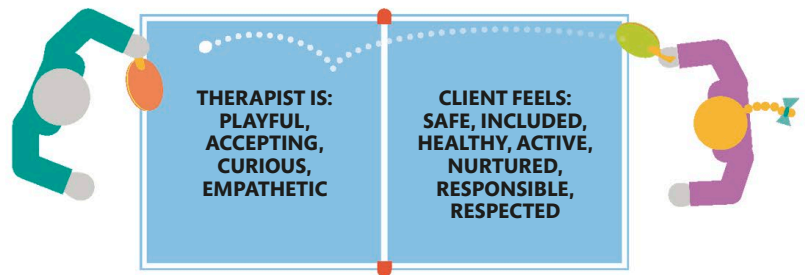 THERAPIST IS:
PLAYFUL,
ACCEPTING,
CURIOUS,
EMPATHETIC
CLIENT FEELS:
SAFE, INCLUDED,
HEALTHY, ACTIVE,
NURTURED,
RESPONSIBLE,
RESPECTED